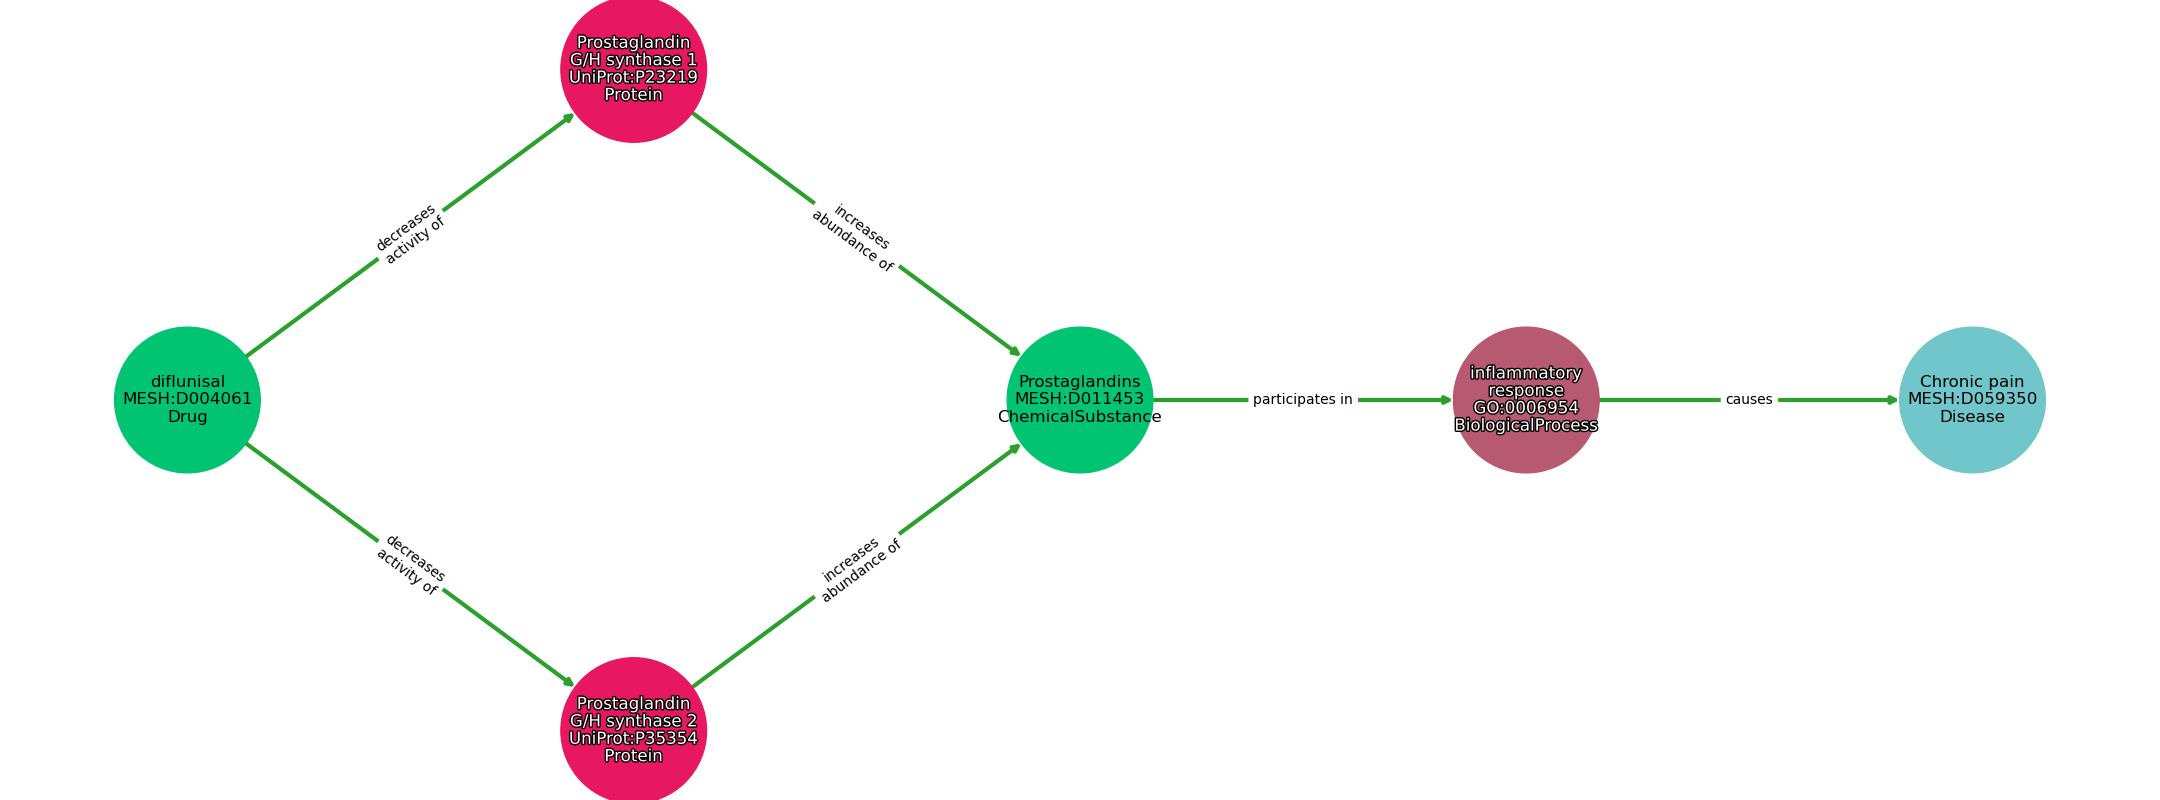 Prostaglandin
G/H synthase 1
UniProt:P23219
Protein
decreases
activity of
increases
abundance of
diflunisal
MESH:D004061
Drug
Prostaglandins
MESH:D011453
ChemicalSubstance
participates in
inflammatory
response
GO:0006954
BiologicalProcess
causes
Chronic pain
MESH:D059350
Disease
decreases
activity of
increases
abundance of
Prostaglandin
G/H synthase 2
UniProt:P35354
Protein